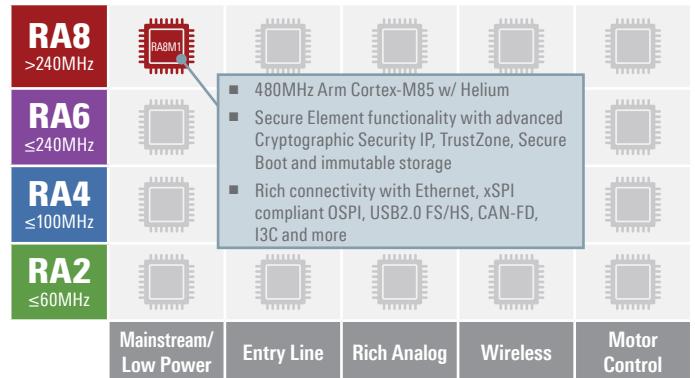 RA8
>240MHz
RA8M1
■ 480MHz Arm Cortex-M85 w/ Helium
■ Secure Element functionality with advanced
Cryptographic Security IP, TrustZone, Secure
Boot and immutable storage
■ Rich connectivity with Ethernet, xSPI
compliant OSPI, USB2.0 FS/HS, CAN-FD,
I3C and more
RA6
≤240MHz
RA4
≤100MHz
RA2
≤60MHz
Mainstream/
Low Power
Entry Line
Rich Analog
Wireless
Motor
Control